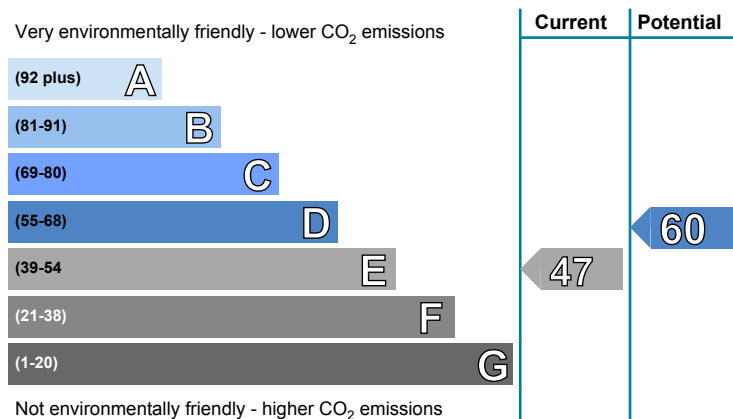 Current Potential
Very environmentally friendly - lower CO2 emissions
(92 plus) A
(81-91) B
(69-80) C
(55-68) D 60
(39-54 E 47
(21-38) F
(1-20) G
Not environmentally friendly - higher CO2 emissions